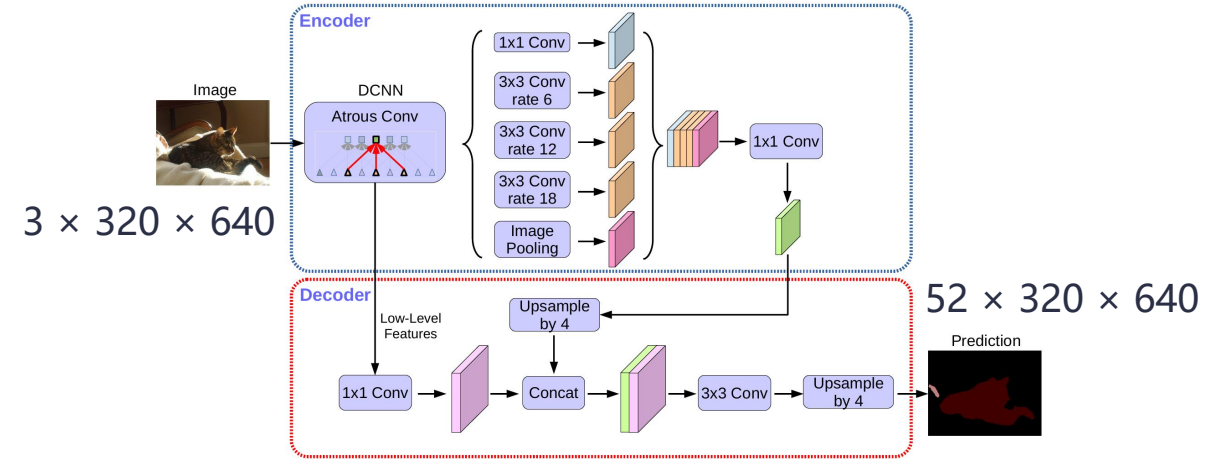 Encoder
Image
DCNN
Atrous Conv
1x1 Conv
3x3 Conv
rate 6
3x3 Conv
rate 12
3x3 Conv
rate 18
Image
Pooling
1x1 Conv
3 × 320 × 640
Decoder
Low-Level
Features
Upsample
by 4
1x1 Conv
Concat
3x3 Conv
Upsample
by 4
52 × 320 × 640
Prediction